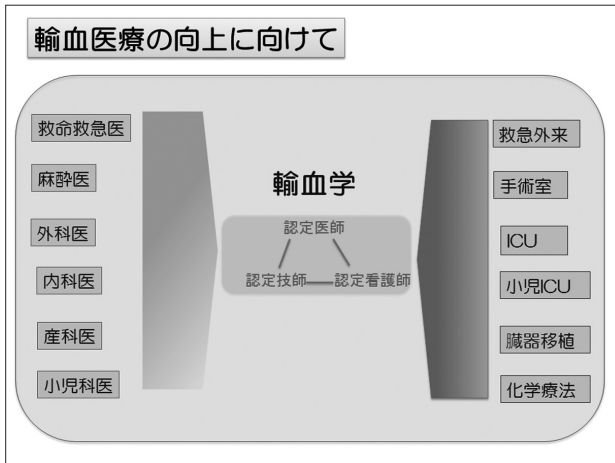 輸血医療の向上に向けて
救命救急医
麻酔医
外科医
内科医
産科医
小児科医
輸血学
認定医師
認定技師
認定看護師
救急外来
手術室
ICU
小児ICU
臓器移植
化学療法